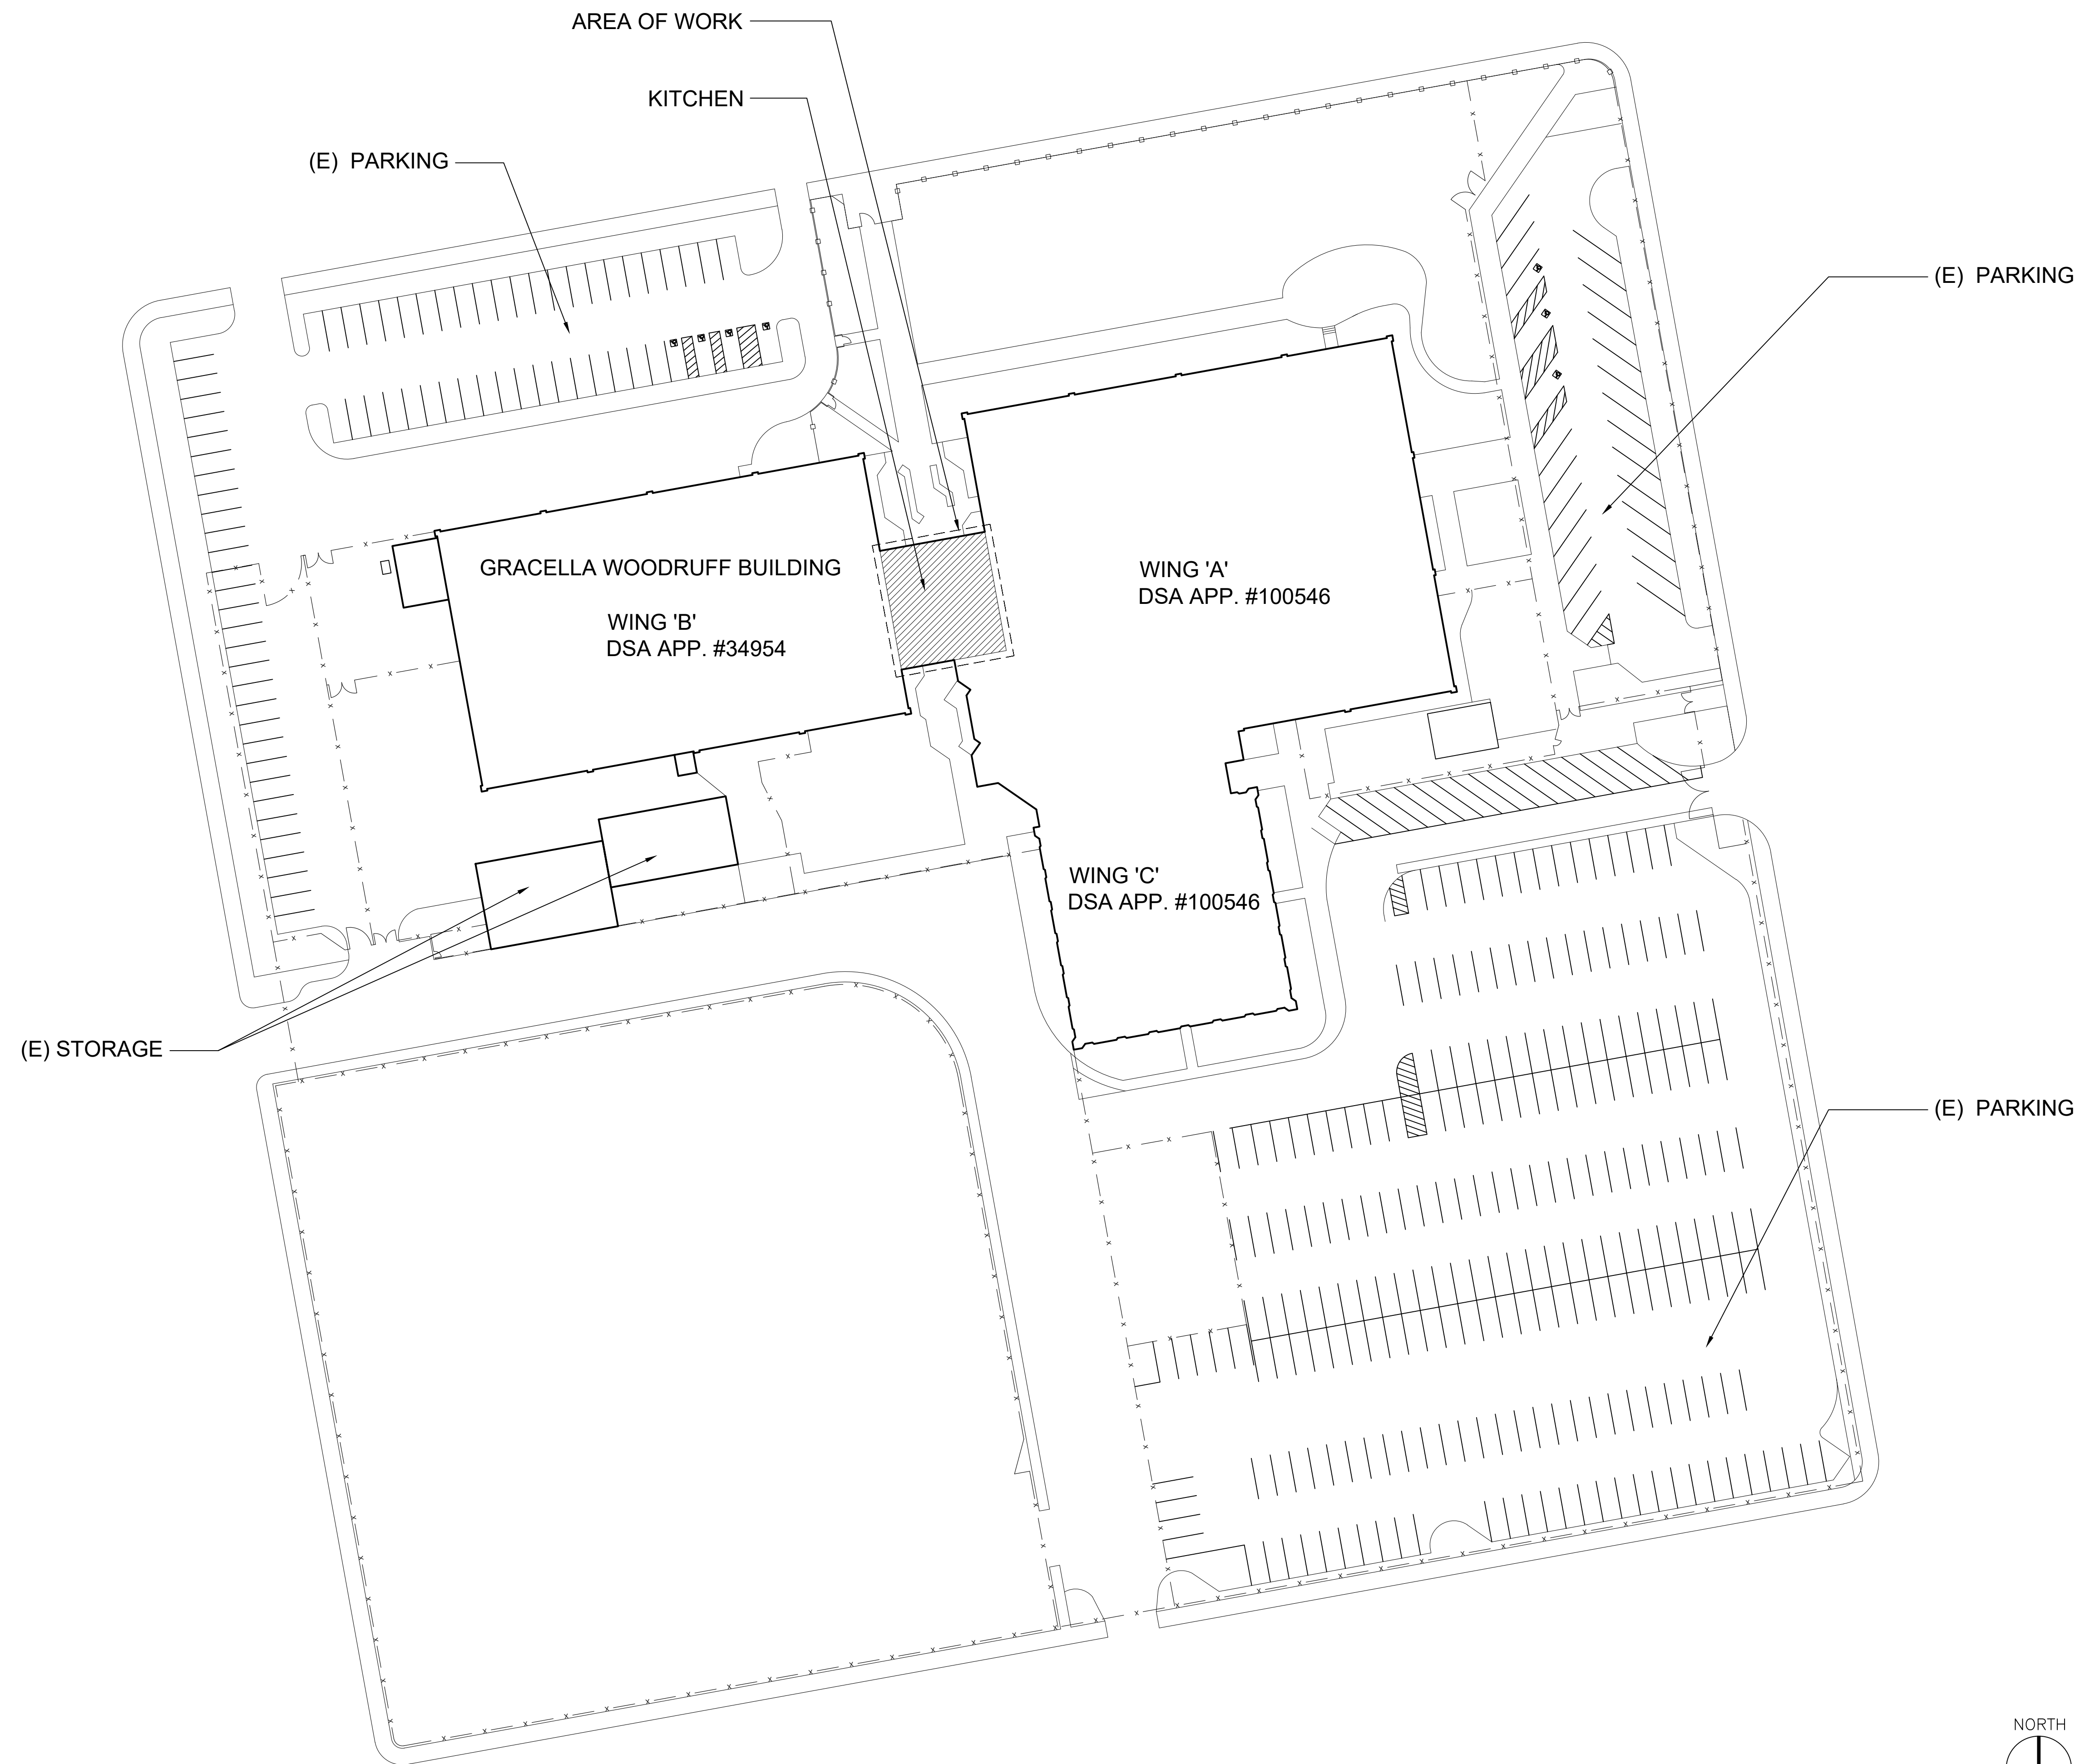 AREA OF WORK
KITCHEN
(E) PARKING
(E) PARKING
GRACELLA WOODRUFF BUILDING
WING 'B'
DSA APP. #34954
WING 'A'
DSA APP. #100546
WING 'C'
DSA APP. #100546
(E) STORAGE
(E) PARKING
NORTH